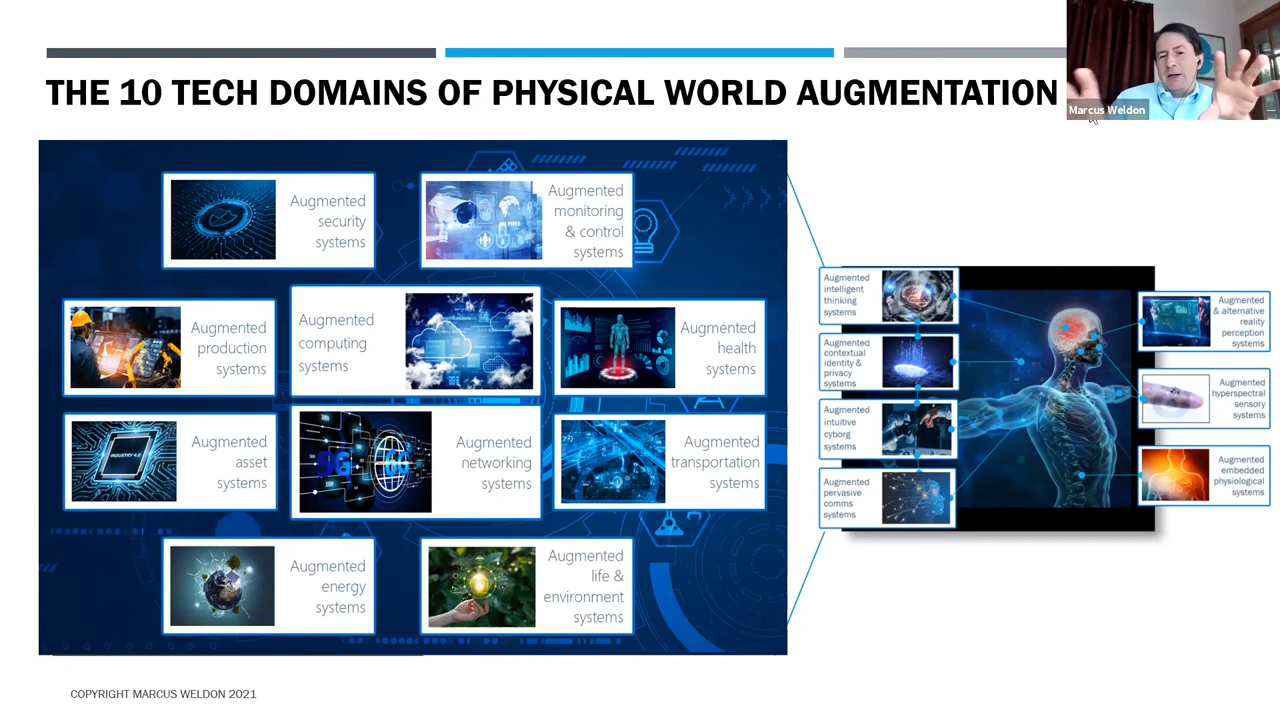 THE 10 TECH DOMAINS OF PHYSICAL WORLD AUGMENTATION
Marcus Weldon
Augmented
security
systems
Augmented
monitoring
& control
systems
Augmented
production
systems
Augmented
computing
systems
Augmented
health
systems
INDUSTRY 4.0
Augmented
asset
systems
5G
6G
Augmented
networking
systems
Augmented
transportation
systems
Augmented
energy
systems
Augmented
life &
environment
systems
Augmented
intelligent
thinking
systems
Augmented
contextual
identity &
privacy
systems
Augmented
intuitive
cyborg
systems
Augmented
pervasive
comms
systems
Augmented
& alternative
reality
perception
systems
Augmented
hyperspectral
sensory
systems
Augmented
embedded
physiological
systems
COPYRIGHT MARCUS WELDON 2021